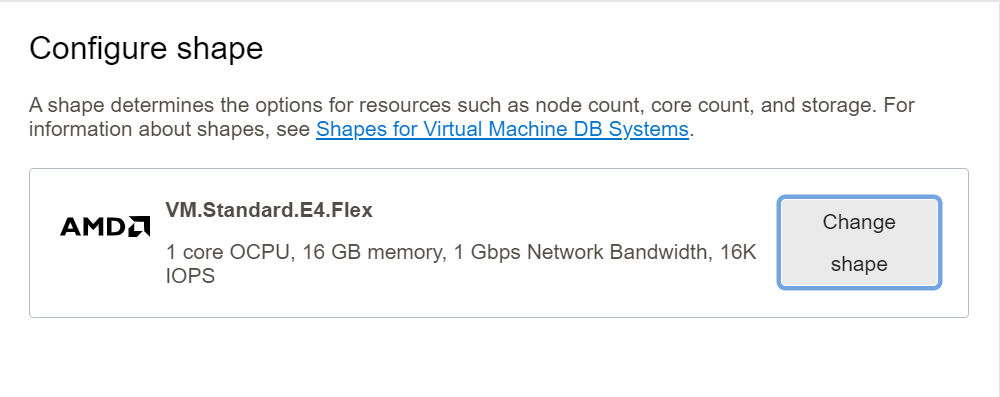 Configure shape
A shape determines the options for resources such as node count, core count, and storage. For
information about shapes, see Shapes for Virtual Machine DB Systems.
AMD
VM.Standard.E4.Flex
1 core OCPU, 16 GB memory, 1 Gbps Network Bandwidth, 16K
IOPS
Change
shape